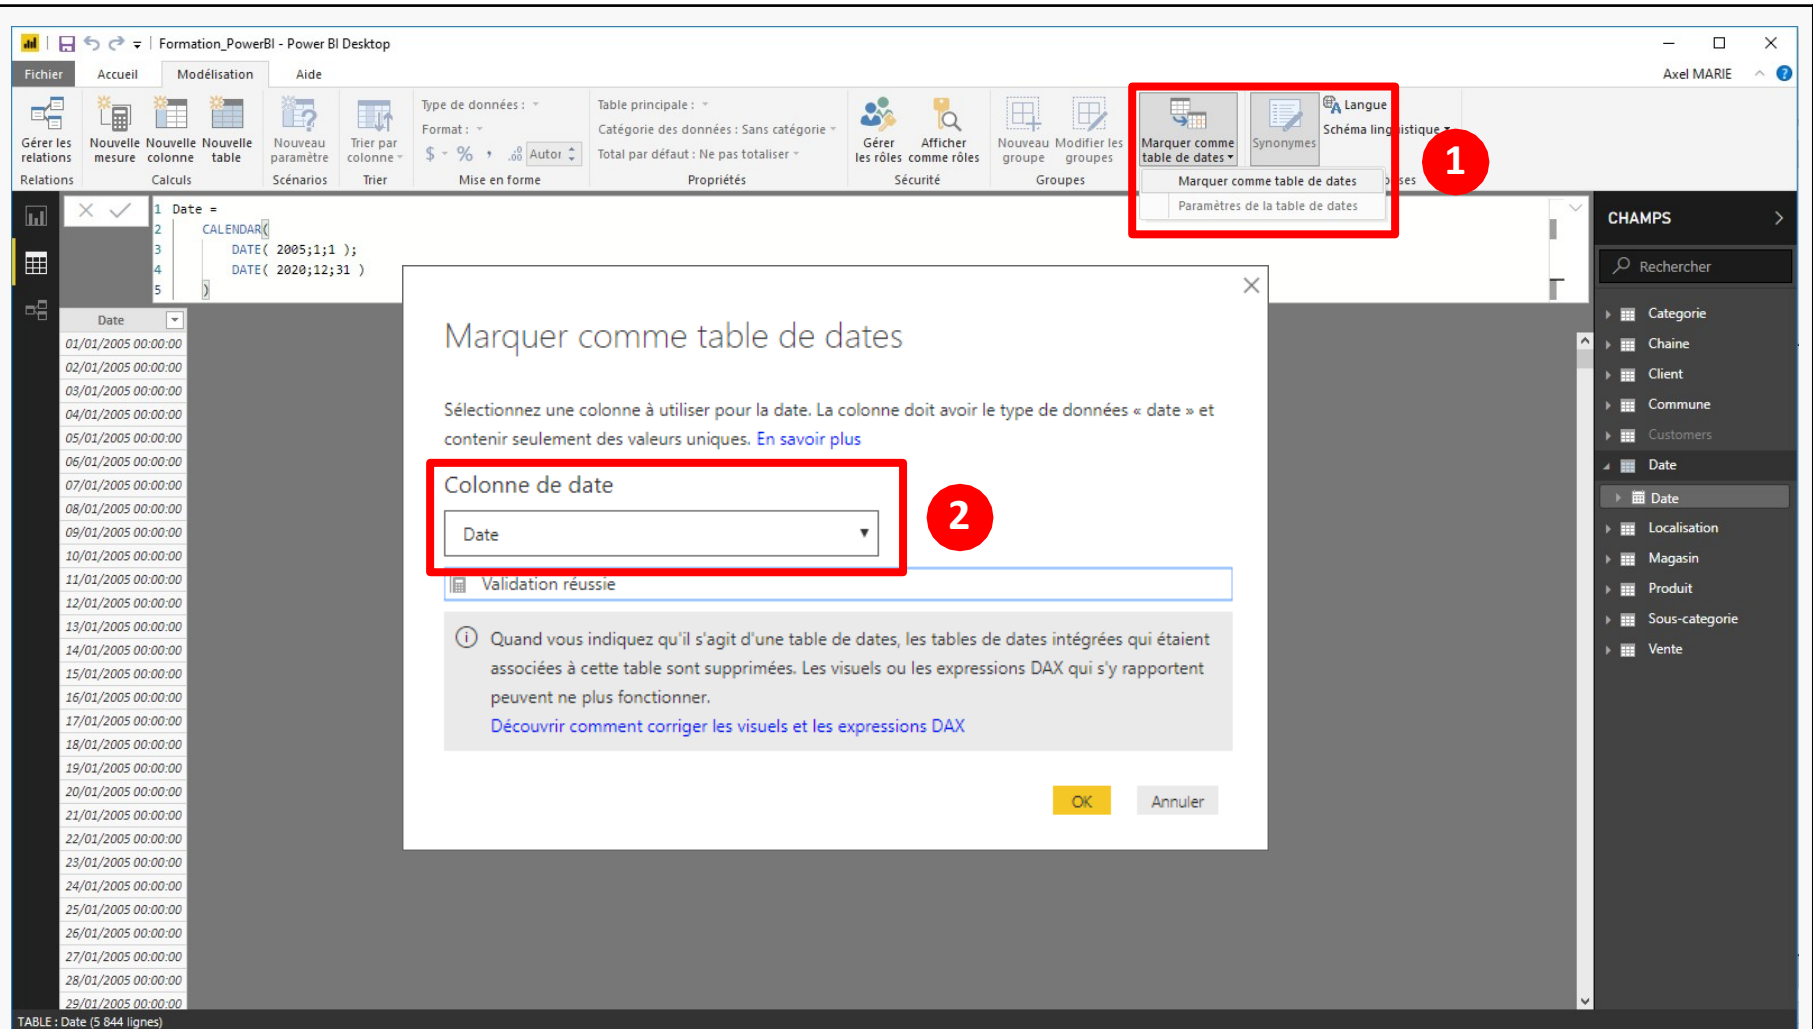 Formation_PowerBI - Power BI Desktop
Fichier Accueil Modélisation Aide Axel MARIE
Gérer les relations
Nouvelle mesure
Nouvelle colonne
Nouvelle table
Nouveau paramètre
Trier par colonne
Type de données :
Format :
$ % , .00 Autor
Table principale :
Catégorie des données : Sans catégorie
Total par défaut : Ne pas totaliser
Gérer les rôles
Afficher comme rôles
Nouveau groupe
Modifier les groupes
Marquer comme table de dates
Synonymes
Langue
Schéma linguistique
Relations Calculs Scénarios Trier Mise en forme Propriétés Sécurité Groupes
Marquer comme table de dates
Paramètres de la table de dates
1
1 Date =
2 CALENDAR(
3 DATE( 2005;1;1 );
4 DATE( 2020;12;31 )
5 )
Date
01/01/2005 00:00:00
02/01/2005 00:00:00
03/01/2005 00:00:00
04/01/2005 00:00:00
05/01/2005 00:00:00
06/01/2005 00:00:00
07/01/2005 00:00:00
08/01/2005 00:00:00
09/01/2005 00:00:00
10/01/2005 00:00:00
11/01/2005 00:00:00
12/01/2005 00:00:00
13/01/2005 00:00:00
14/01/2005 00:00:00
15/01/2005 00:00:00
16/01/2005 00:00:00
17/01/2005 00:00:00
18/01/2005 00:00:00
19/01/2005 00:00:00
20/01/2005 00:00:00
21/01/2005 00:00:00
22/01/2005 00:00:00
23/01/2005 00:00:00
24/01/2005 00:00:00
25/01/2005 00:00:00
26/01/2005 00:00:00
27/01/2005 00:00:00
28/01/2005 00:00:00
29/01/2005 00:00:00
Marquer comme table de dates
Sélectionnez une colonne à utiliser pour la date. La colonne doit avoir le type de données « date » et
contenir seulement des valeurs uniques. En savoir plus
Colonne de date
Date
2
Validation réussie
Quand vous indiquez qu'il s'agit d'une table de dates, les tables de dates intégrées qui étaient
associées à cette table sont supprimées. Les visuels ou les expressions DAX qui s'y rapportent
peuvent ne plus fonctionner.
Découvrir comment corriger les visuels et les expressions DAX
OK Annuler
CHAMPS
Rechercher
Categorie
Chaine
Client
Commune
Customers
Date
Date
Localisation
Magasin
Produit
Sous-categorie
Vente
TABLE : Date (5 844 lignes)